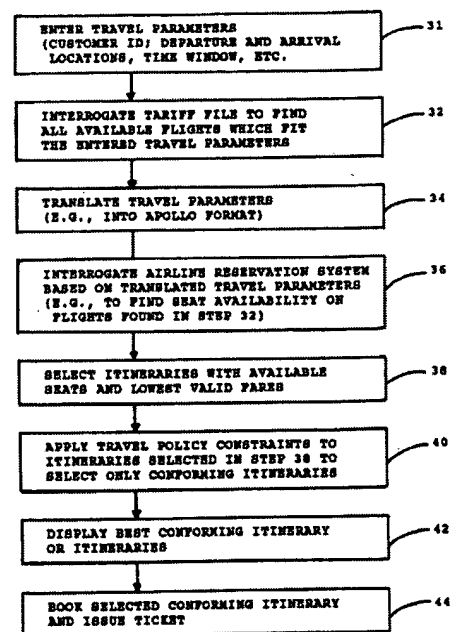 ENTER TRAVEL PARAMETERS
(CUSTOMER ID; DEPARTURE AND ARRIVAL
LOCATIONS, TIME WINDOW, ETC.
31
INTERROGATE TARIFF FILE TO FIND
ALL AVAILABLE FLIGHTS WHICH FIT
THE ENTERED TRAVEL PARAMETERS
32
TRANSLATE TRAVEL PARAMETERS
(E.G., INTO APOLLO FORMAT)
34
INTERROGATE AIRLINE RESERVATION SYSTEM
BASED ON TRANSLATED TRAVEL PARAMETERS
(E.G., TO FIND SEAT AVAILABILITY ON
FLIGHTS FOUND IN STEP 32)
36
SELECT ITINERARIES WITH AVAILABLE
SEATS AND LOWEST VALID FARES
38
APPLY TRAVEL POLICY CONSTRAINTS TO
ITINERARIES SELECTED IN STEP 38 TO
SELECT ONLY CONFORMING ITINERARIES
40
DISPLAY BEST CONFORMING ITINERARY
OR ITINERARIES
42
BOOK SELECTED CONFORMING ITINERARY
AND ISSUE TICKET
44